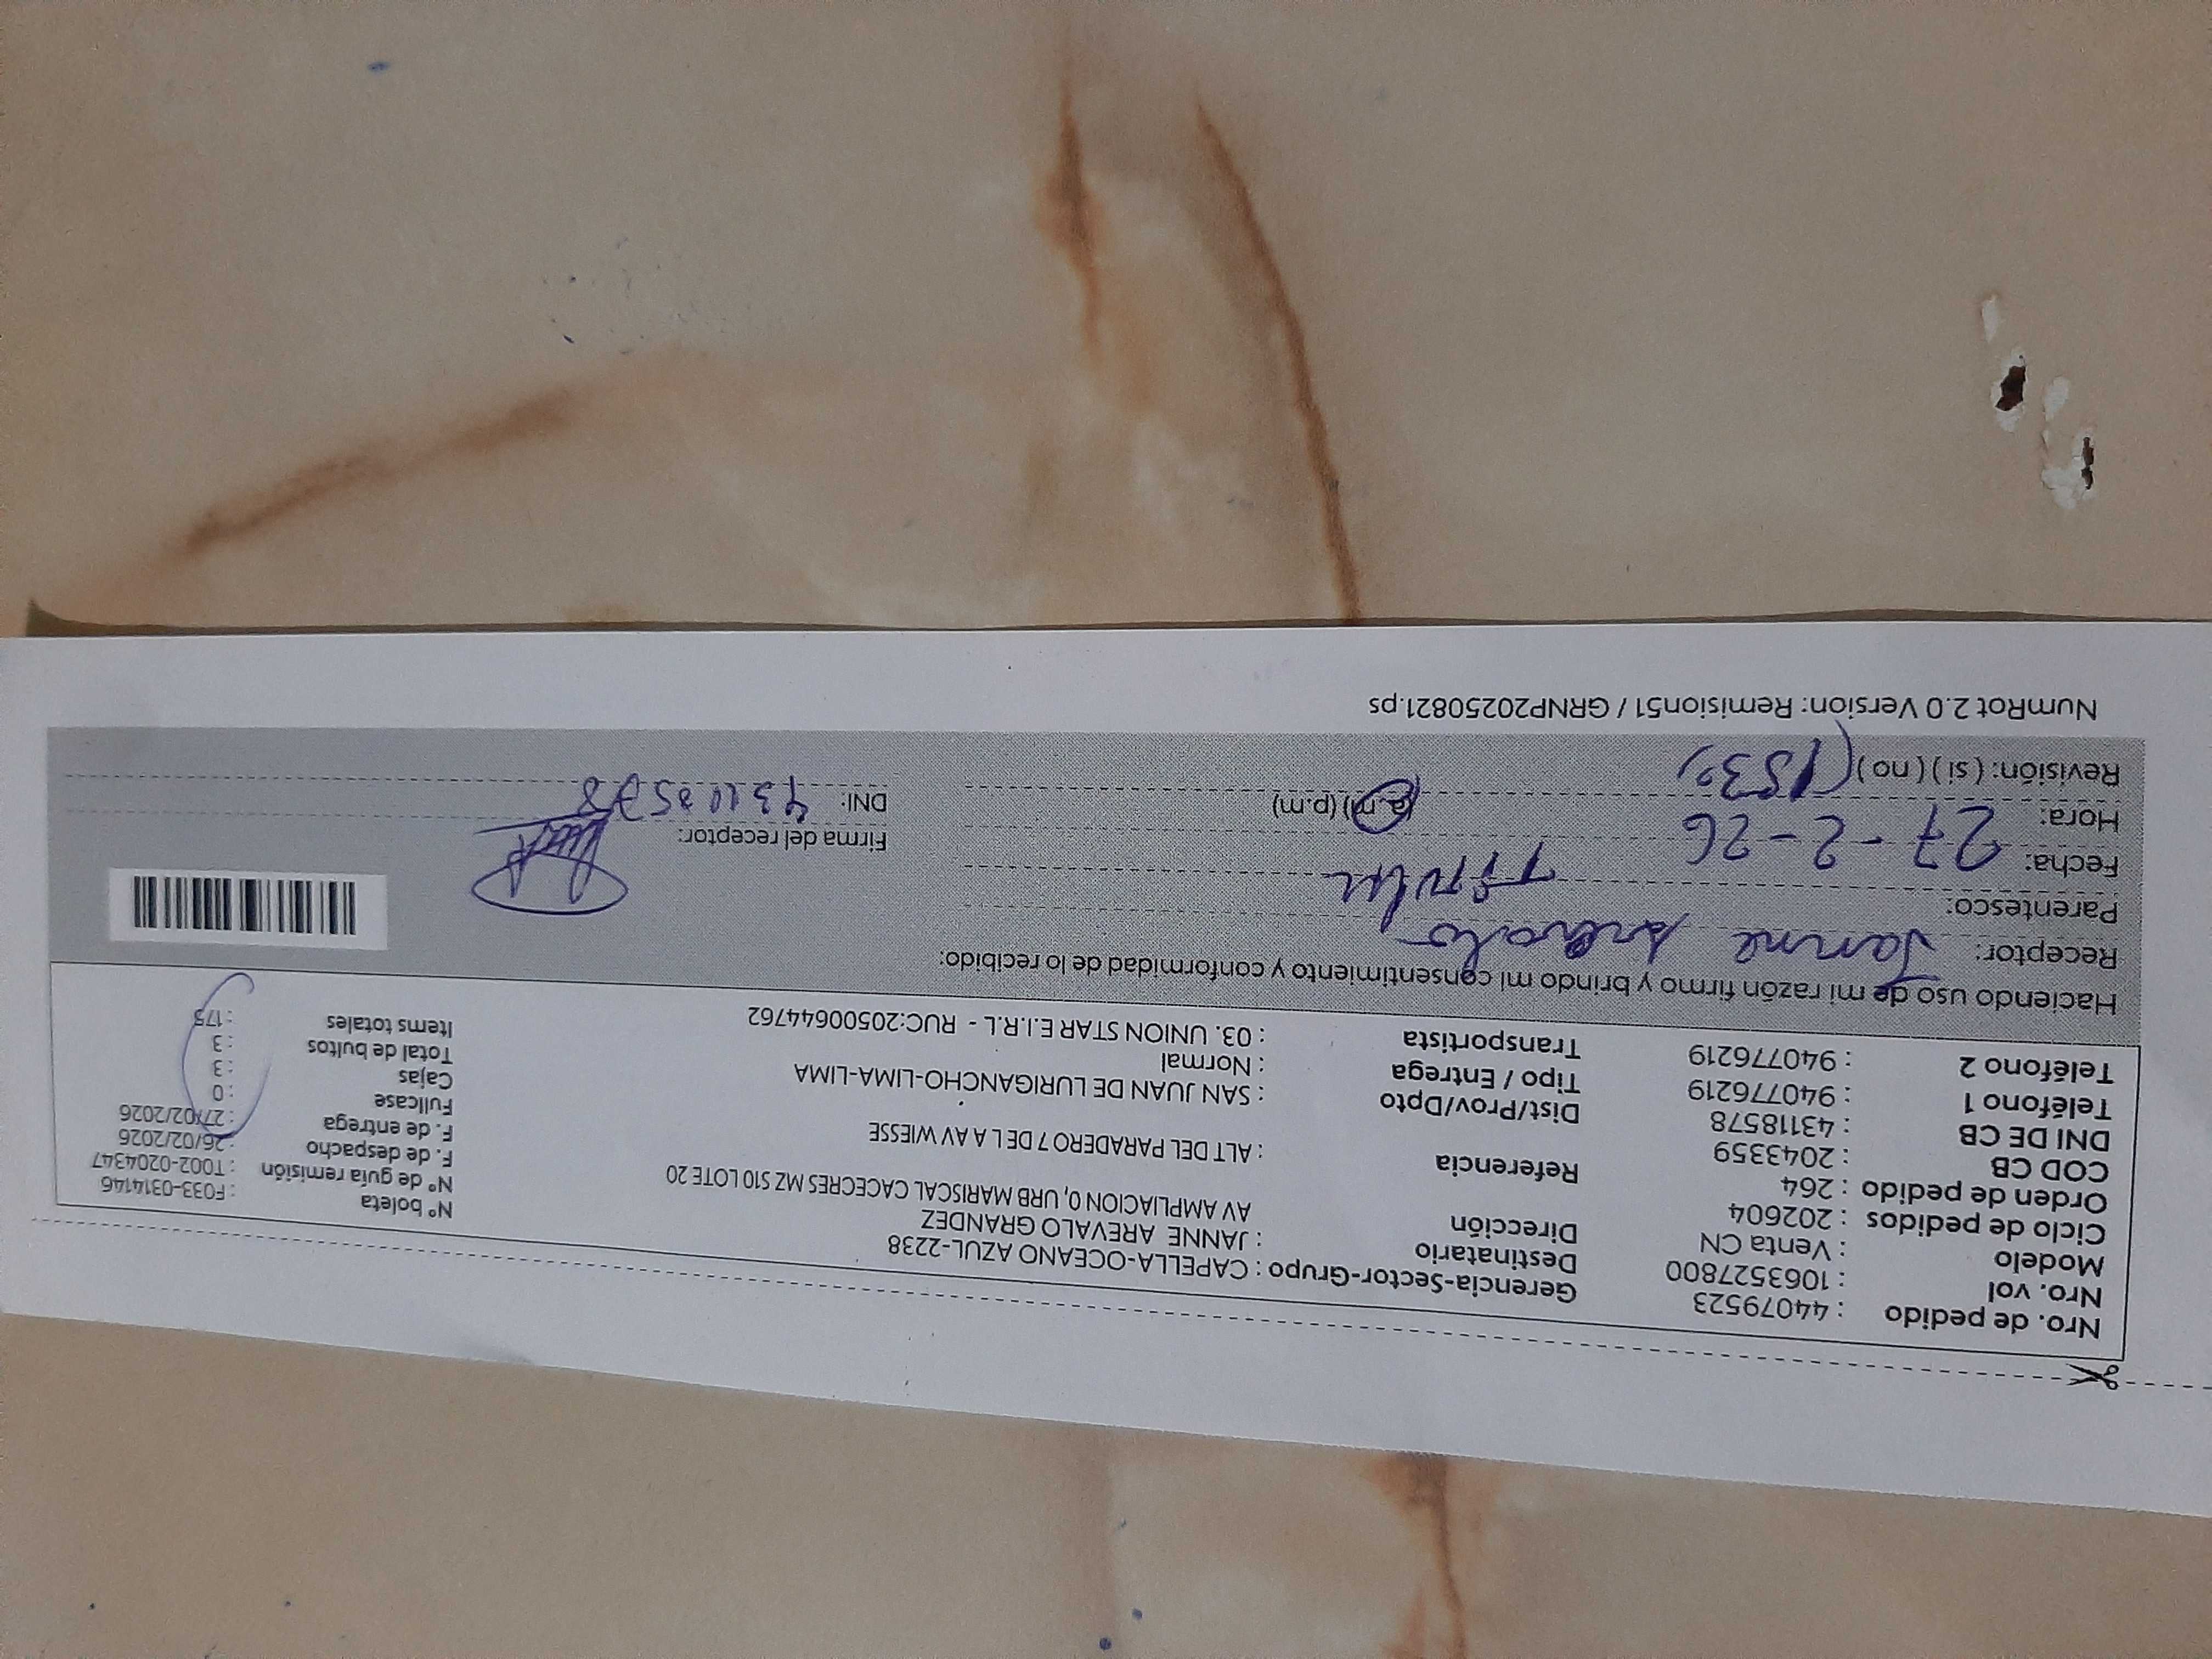 Nro. de pedido : 44079523
Nro. vol : 1063527800
Modelo : Venta CN
Ciclo de pedidos : 202604
Orden de pedido : 264
COD CB : 2043359
DNI DE CB : 43118578
Teléfono 1 : 940776219
Teléfono 2 : 940776219
Gerencia-Sector-Grupo : CAPELLA-OCEANO AZUL-2238
Destinatario : JANNE AREVALO GRANDEZ
Dirección AV AMPLIACION 0, URB MARISCAL CACECRES MZ S10 LOTE 20
Referencia : ALT DEL PARADERO 7 DE L A AV WIESSE
Dist/Prov/Dpto : SAN JUAN DE LURIGANCHO-LIMA-LIMA
Tipo / Entrega : Normal
Transportista : 03. UNION STAR E.I.R.L - RUC:20500644762
N° boleta : F033-0314146
N° de guía remisión : T002-0204347
F. de despacho : 26/02/2026
F. de entrega : 27/02/2026
Fullcase : 0
Cajas : 3
Total de bultos : 3
Items totales : 175
Haciendo uso de mi razón firmo y brindo mi consentimiento y conformidad de lo recibido:
Receptor: Janne Arevalo
Parentesco: Titular
Fecha: 27-2-26
Hora: (a.m) (p.m)
Revisión: ( si ) ( no )
Firma del receptor:
DNI:
NumRot 2.0 Version: Remision51 / GRNP20250821.ps